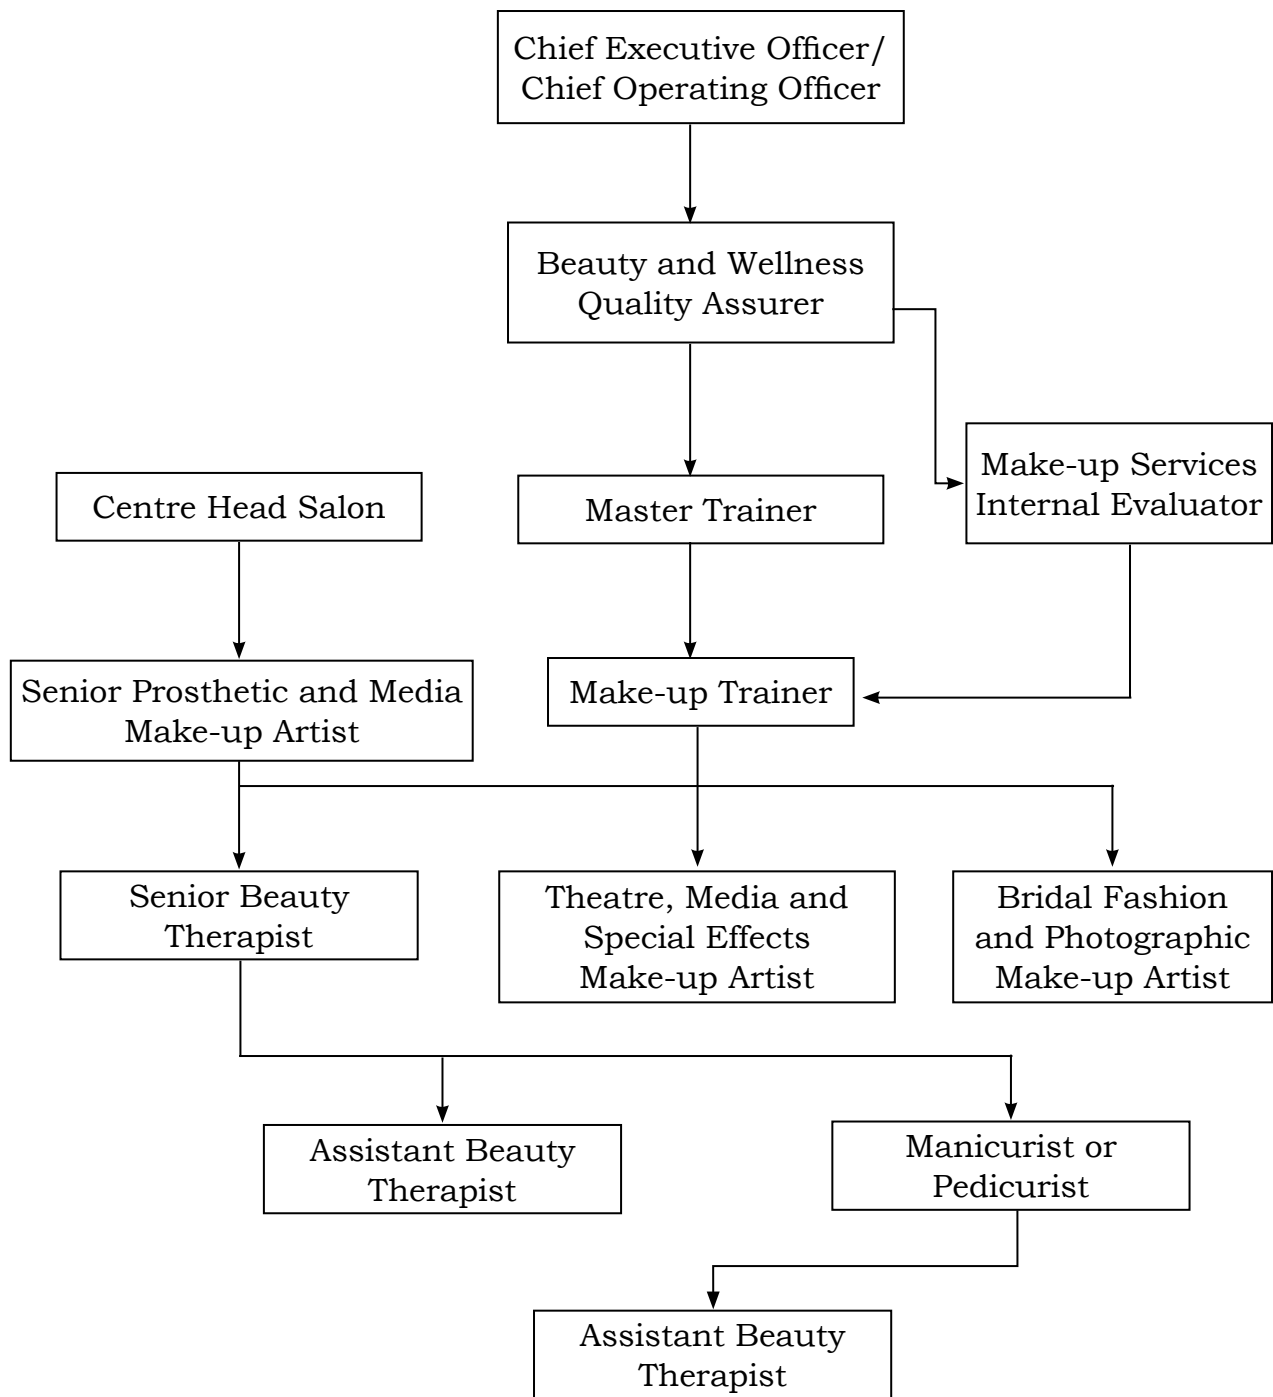 Chief Executive Officer/
Chief Operating Officer
Beauty and Wellness
Quality Assurer
Make-up Services
Internal Evaluator
Centre Head Salon
Master Trainer
Senior Prosthetic and Media
Make-up Artist
Make-up Trainer
Senior Beauty
Therapist
Theatre, Media and
Special Effects
Make-up Artist
Bridal Fashion
and Photographic
Make-up Artist
Assistant Beauty
Therapist
Manicurist or
Pedicurist
Assistant Beauty
Therapist